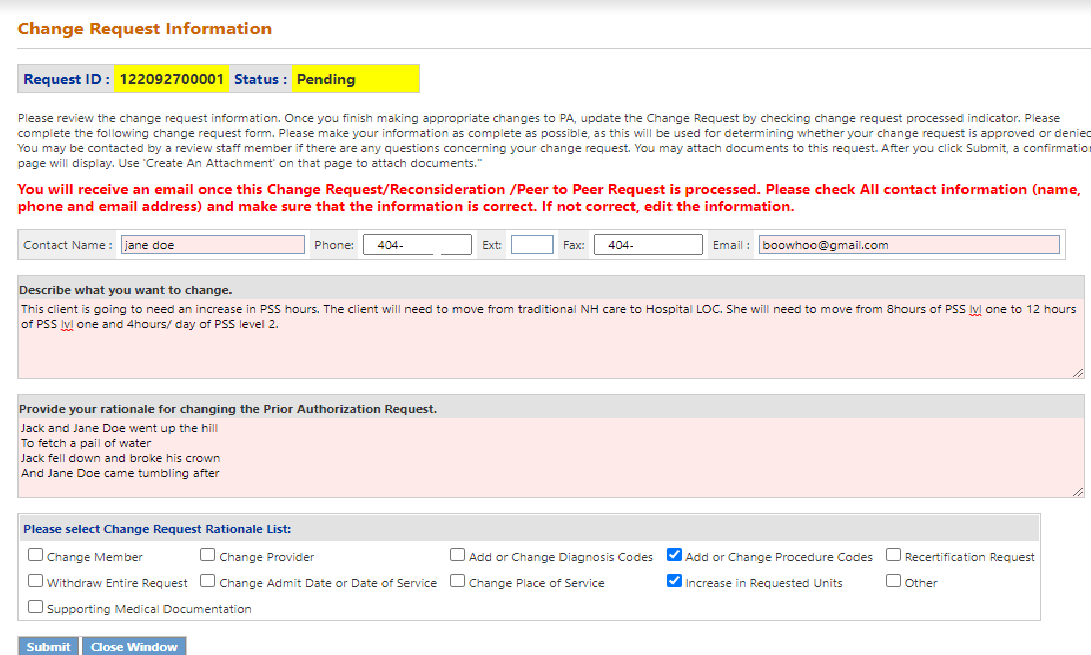 Change Request Information
Request ID : 122092700001 Status : Pending
Please review the change request information. Once you finish making appropriate changes to PA, update the Change Request by checking change request processed indicator. Please
complete the following change request form. Please make your information as complete as possible, as this will be used for determining whether your change request is approved or denied
You may be contacted by a review staff member if there are any questions concerning your change request. You may attach documents to this request. After you click Submit, a confirmatio
page will display. Use 'Create An Attachment' on that page to attach documents."
You will receive an email once this Change Request/Reconsideration /Peer to Peer Request is processed. Please check All contact information (name,
phone and email address) and make sure that the information is correct. If not correct, edit the information.
Contact Name : jane doe Phone: 404- Ext: Fax: 404- Email : boowhoo@gmail.com
Describe what you want to change.
This client is going to need an increase in PSS hours. The client will need to move from traditional NH care to Hospital LOC. She will need to move from 8hours of PSS lvl one to 12 hours
of PSS lvl one and 4hours/ day of PSS level 2.
Provide your rationale for changing the Prior Authorization Request.
Jack and Jane Doe went up the hill
To fetch a pail of water
Jack fell down and broke his crown
And Jane Doe came tumbling after
Please select Change Request Rationale List:
Change Member Change Provider Add or Change Diagnosis Codes Add or Change Procedure Codes Recertification Request
Withdraw Entire Request Change Admit Date or Date of Service Change Place of Service Increase in Requested Units Other
Supporting Medical Documentation
Submit Close Window